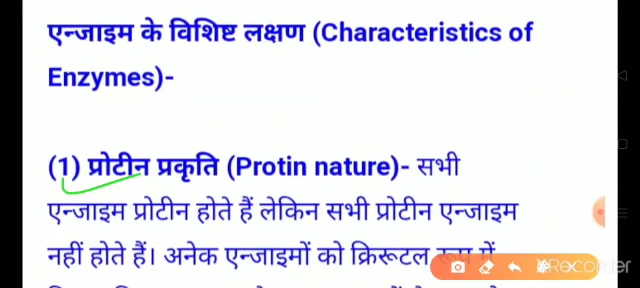 एन्जाइम के विशिष्ट लक्षण (Characteristics of
Enzymes)-
(1) प्रोटीन प्रकृति (Protin nature)- सभी
एन्जाइम प्रोटीन होते हैं लेकिन सभी प्रोटीन एन्जाइम
नहीं होते हैं। अनेक एन्जाइमों को क्रिस्टल रूप में